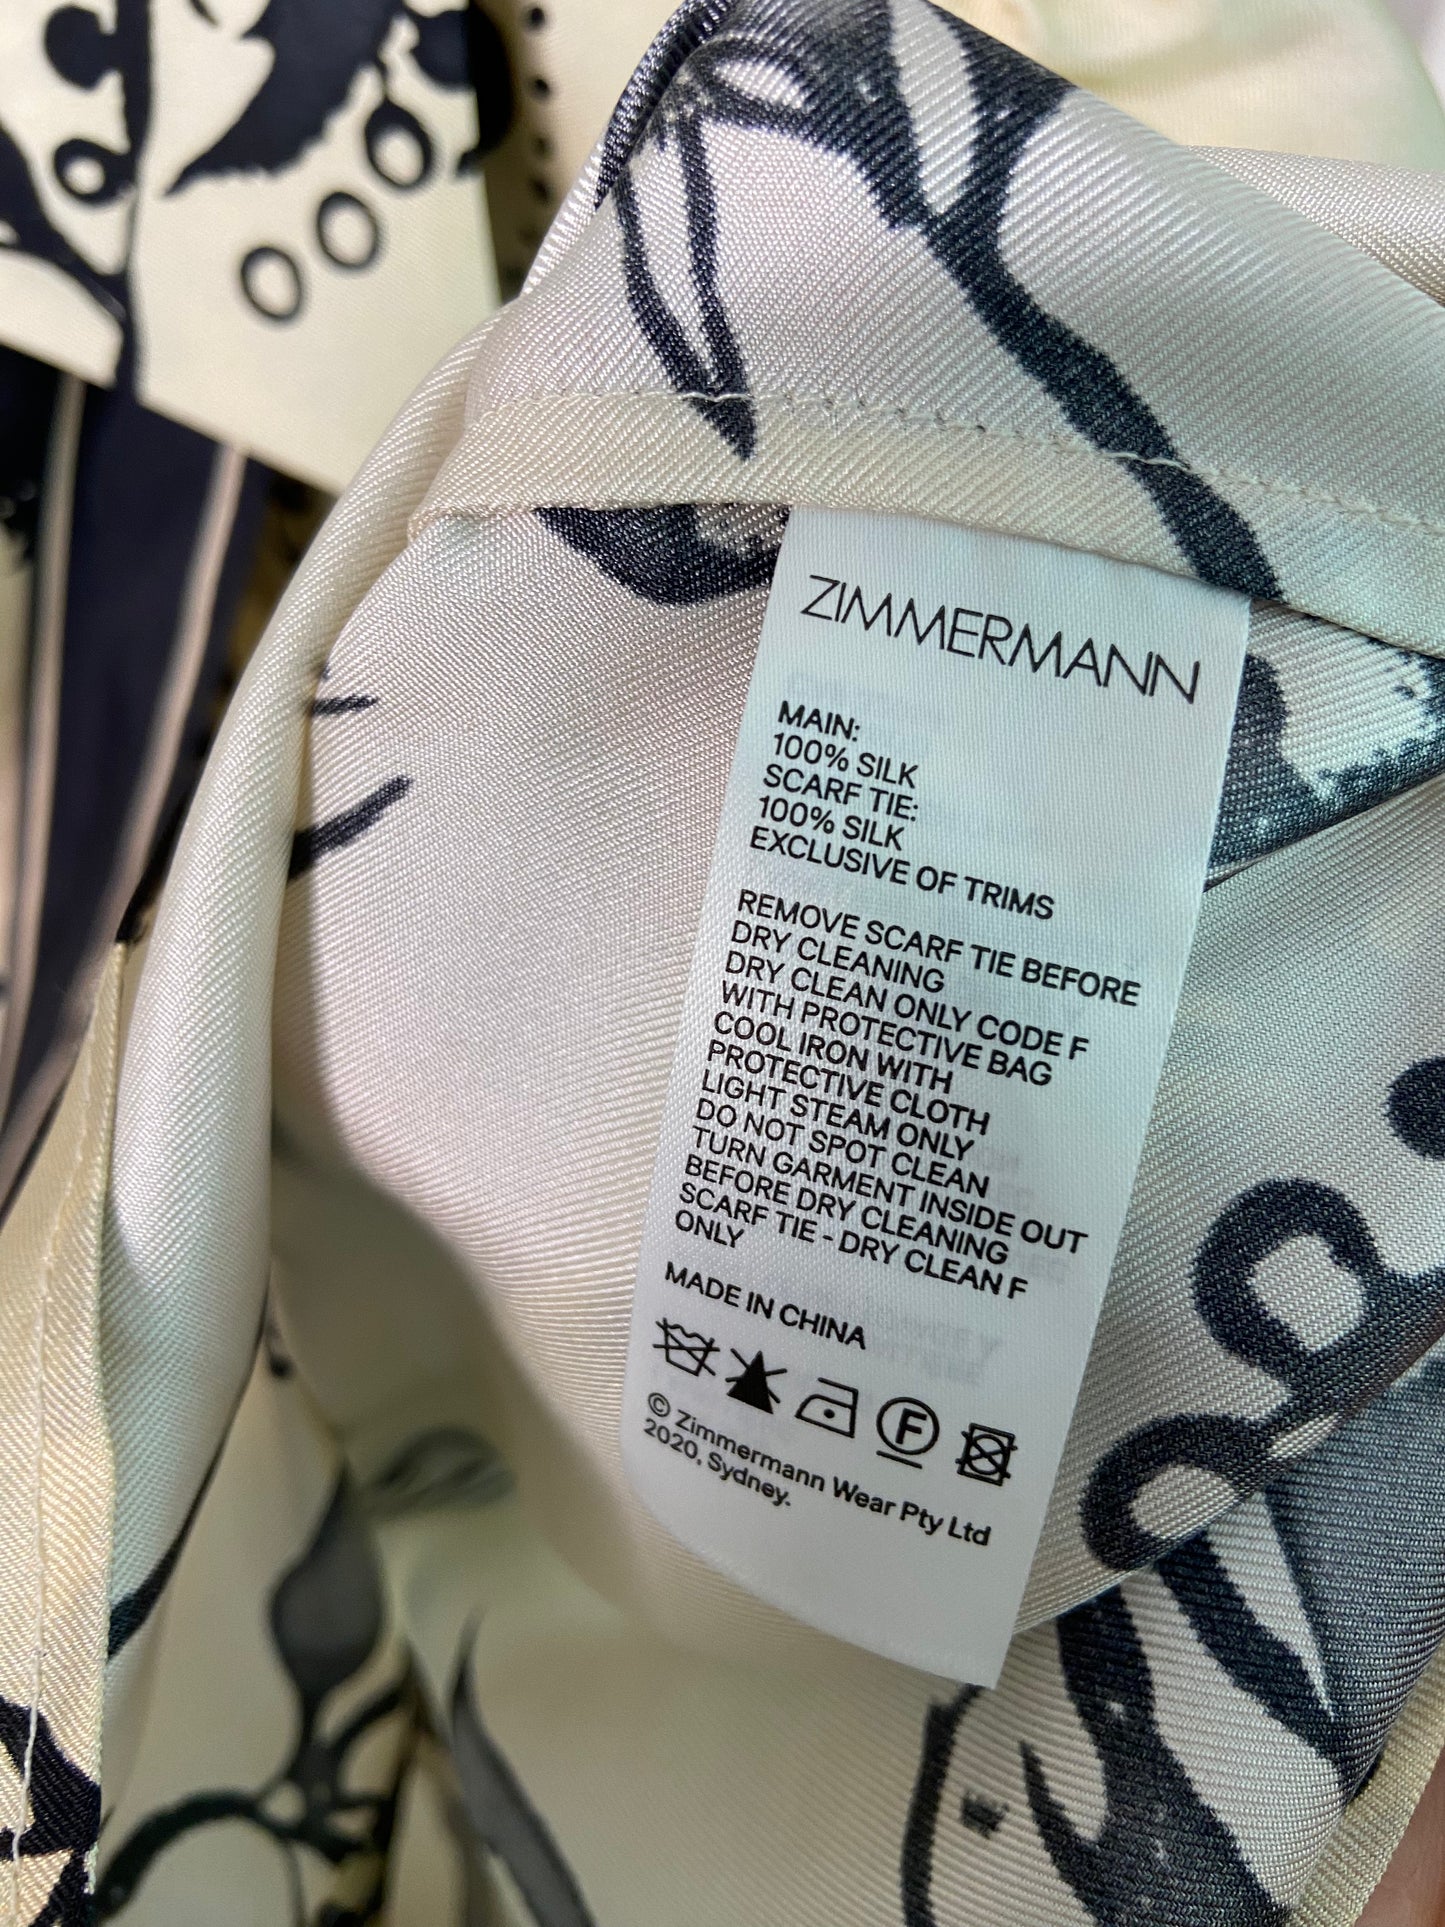 ZIMMERMANN
MAIN:
100% SILK
SCARF TIE:
100% SILK
EXCLUSIVE OF TRIMS
REMOVE SCARF TIE BEFORE
DRY CLEANING
DRY CLEAN ONLY CODE F
WITH PROTECTIVE BAG
COOL IRON WITH
PROTECTIVE CLOTH
LIGHT STEAM ONLY
DO NOT SPOT CLEAN
TURN GARMENT INSIDE OUT
BEFORE DRY CLEANING
SCARF TIE - DRY CLEAN F
ONLY
MADE IN CHINA
F
© Zimmermann Wear Pty Ltd
2020, Sydney.